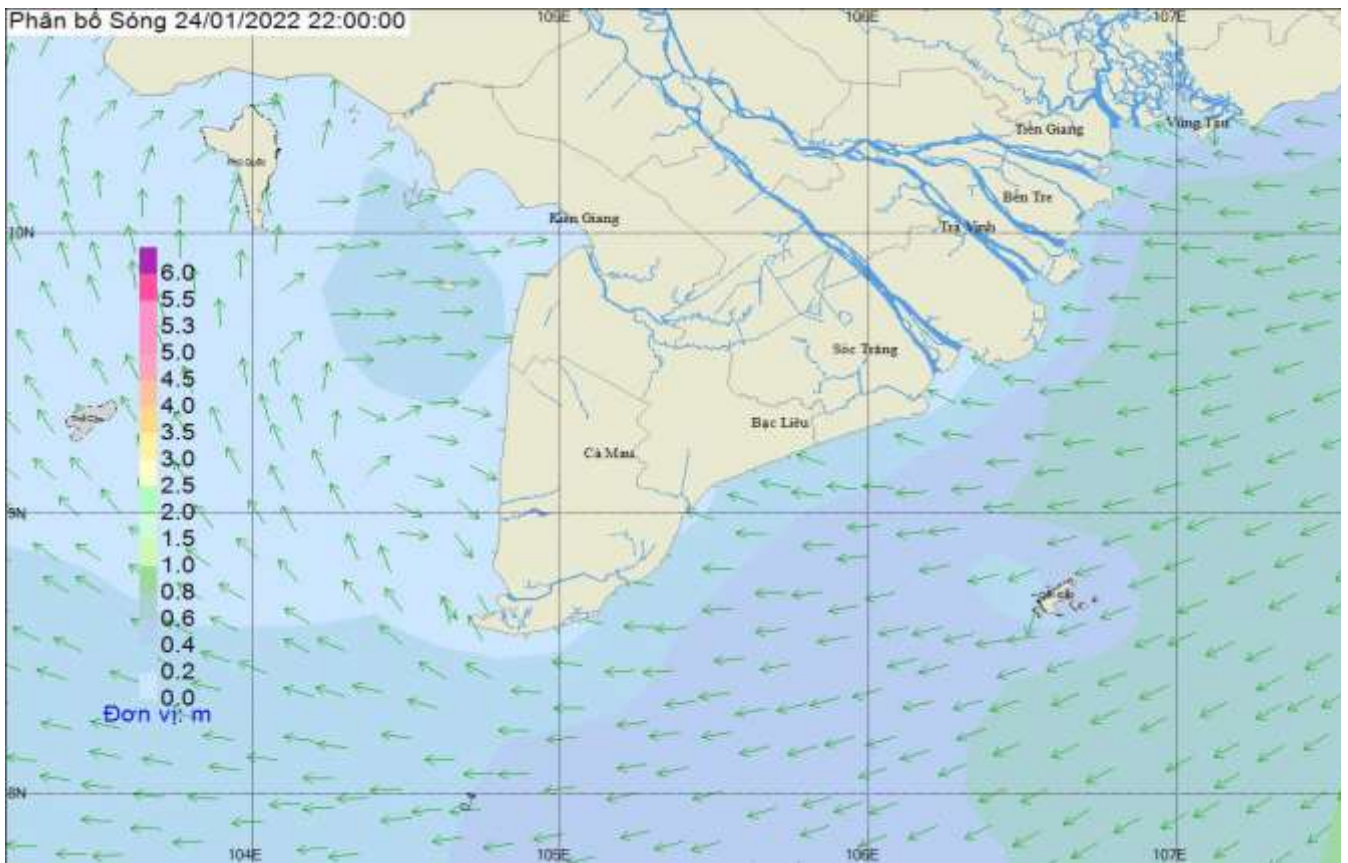 Phân bố Sóng 24/01/2022 22:00:00
105E
106E
107E
Tiền Giang
Vũng Tàu
Bến Tre
Kiên Giang
Trà Vinh
10N
6.0
5.5
5.3
5.0
4.5
4.0
3.5
3.0
2.5
2.0
1.5
1.0
0.8
0.6
0.4
0.2
0.0
Đơn vị: m
Sóc Trăng
Bạc Liêu
Cà Mau
9N
8N
104E
105E
106E
107E